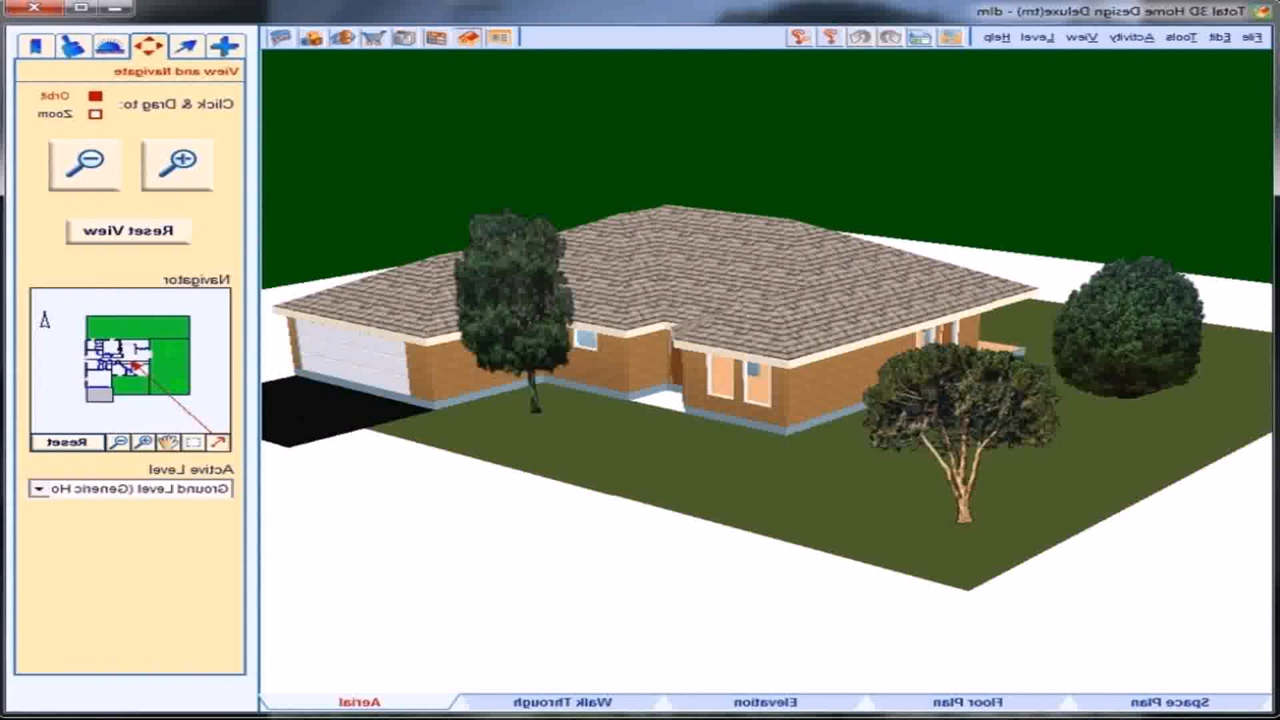 Total 3D Home Design Deluxe(tm) - dlm
File Edit Tools Activity View Level Help
View and Navigate
Click & Drag to:
Orbit
Zoom
Reset View
Navigator
Reset
Active Level
Ground Level (Generic Ho
Space Plan
Floor Plan
Elevation
Walk Through
Aerial